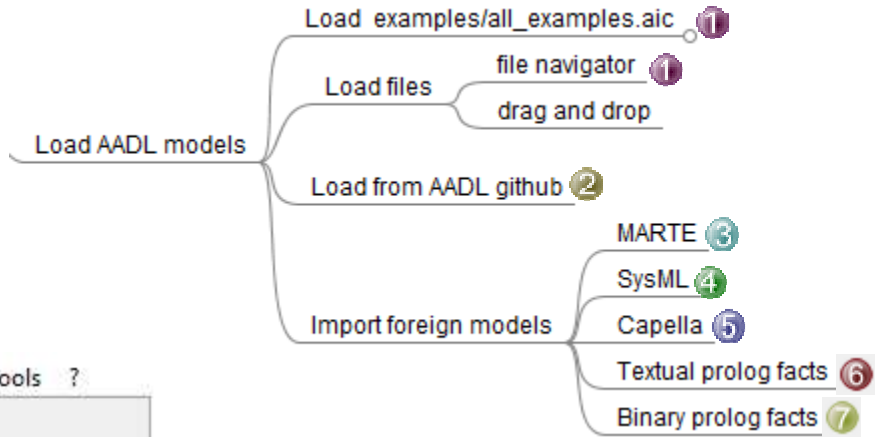 Load examples/all_examples.aic 1
file navigator 1
Load files
drag and drop
Load AADL models
Load from AADL github 2
MARTE 3
SysML 4
Import foreign models
Capella 5
Textual prolog facts 6
Binary prolog facts 7
ools ?